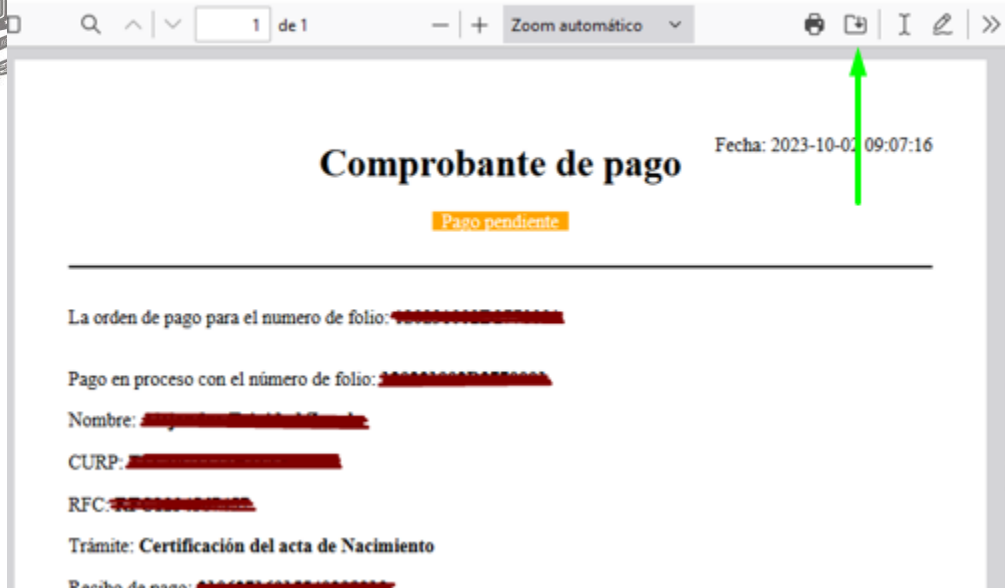 1 de 1 Zoom automático
Fecha: 2023-10-02 09:07:16
Comprobante de pago
Pago pendiente
La orden de pago para el numero de folio:
Pago en proceso con el número de folio:
Nombre:
CURP:
RFC:
Trámite: Certificación del acta de Nacimiento
Recibo de pago: